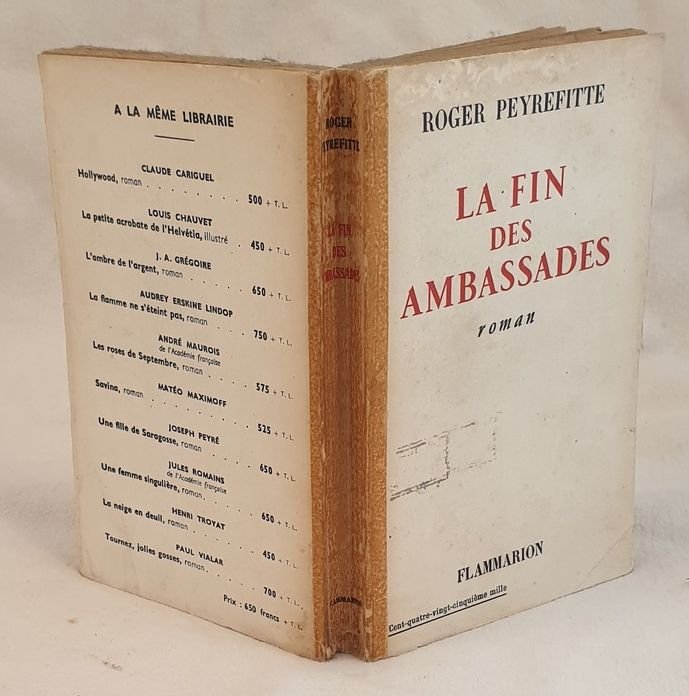 A LA MÊME LIBRAIRIE
CLAUDE CARIGUEL
Hollywood, roman . . . . . . . . 500 + T. L.
LOUIS CHAUVET
La petite acrobate de l'Helvétia, illustré . 450 + T. L.
J. A. GRÉGOIRE
L'ombre de l'argent, roman . . . . . 650 + T. L.
AUDREY ERSKINE LINDOP
La flamme ne s'éteint pas, roman . . . . 750 + T. L.
ANDRÉ MAUROIS
de l'Académie française
Les roses de Septembre, roman . . . . 575 + T. L.
MATÉO MAXIMOFF
Savina, roman . . . . . . . . 525 + T. L.
JOSEPH PEYRÉ
Une fille de Saragosse, roman . . . . 650 + T. L.
JULES ROMAINS
de l'Académie française
Une femme singulière, roman . . . . . 650 + T. L.
HENRI TROYAT
La neige en deuil, roman . . . . . . 450 + T. L.
PAUL VIALAR
Tournez, jolies gosses, roman . . . . . 700 + T. L.
Prix : 650 francs + T. L.
ROGER
PEYREFITTE
LA FIN
DES
AMBASSADES
FLAMMARION
ROGER PEYREFITTE
LA FIN
DES
AMBASSADES
roman
FLAMMARION
Cent-quatre-vingt-cinquième mille